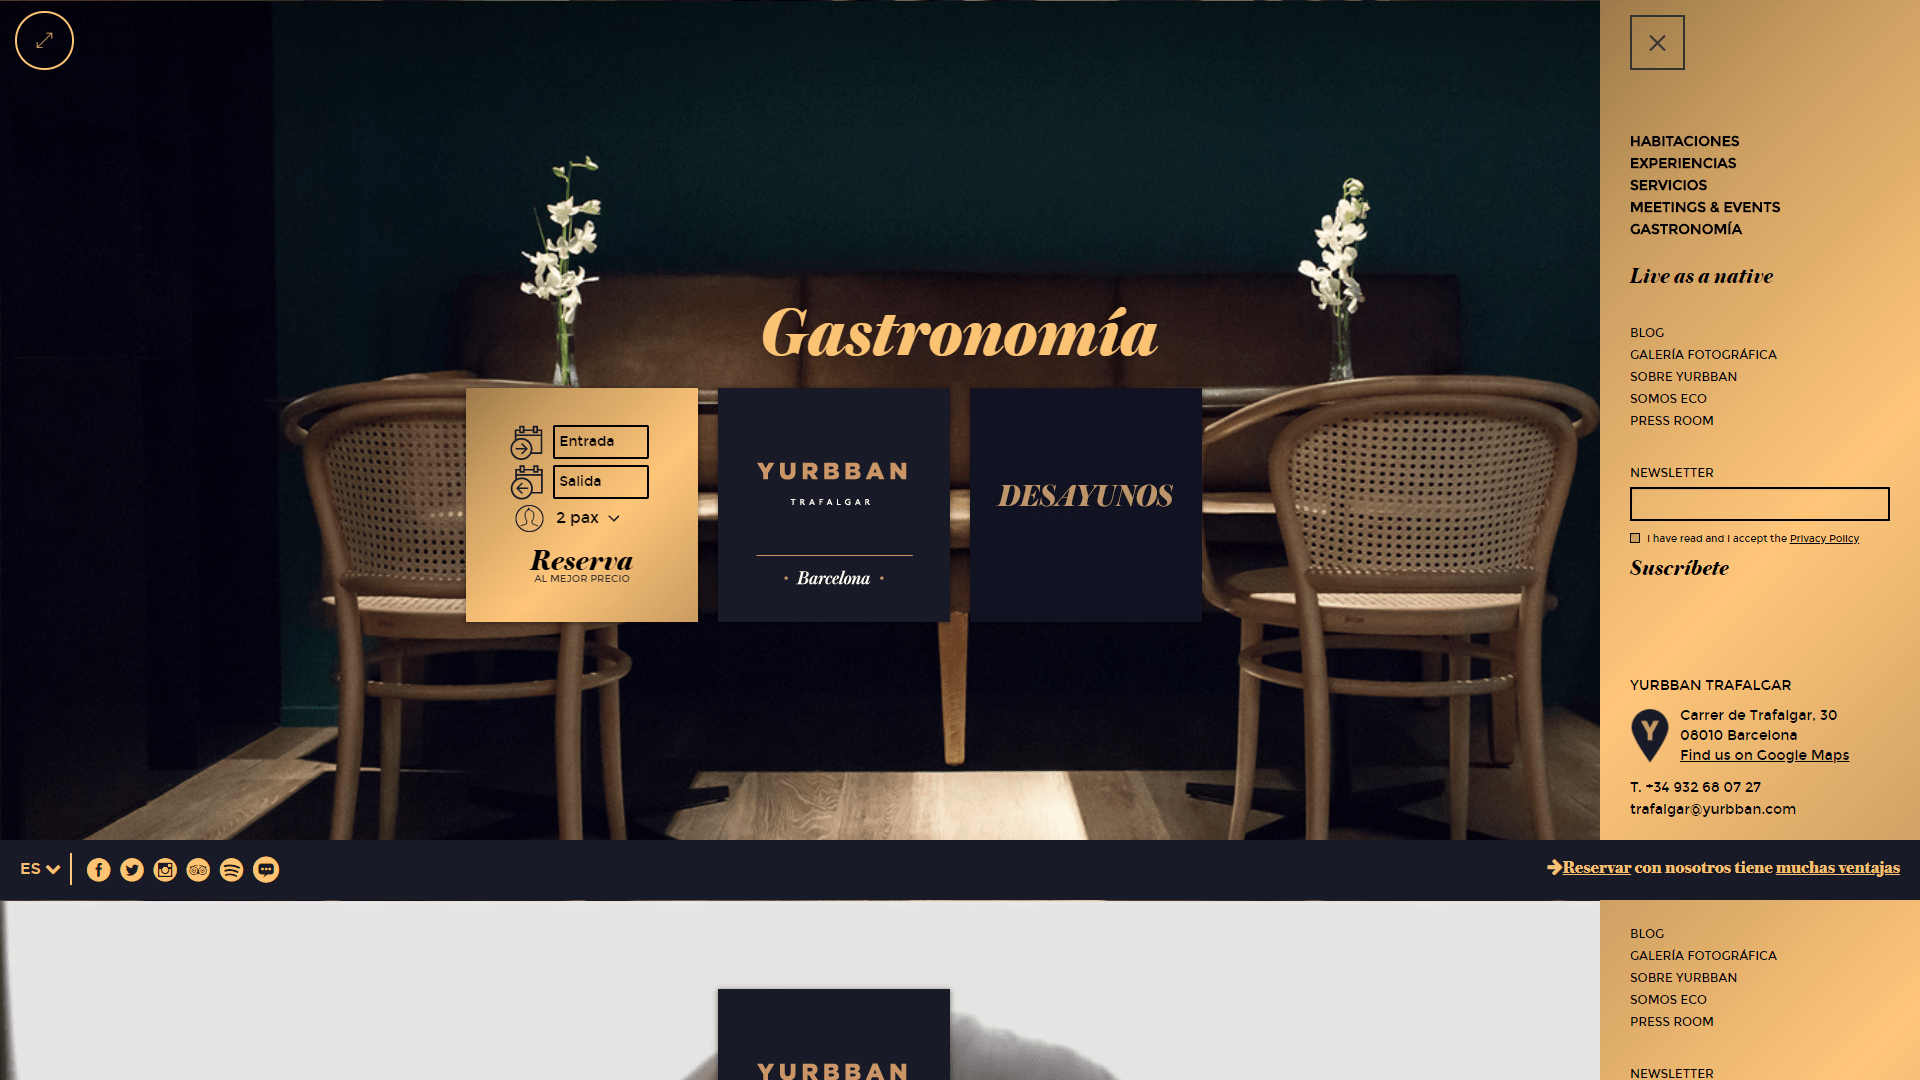 Gastronomía
Entrada
Salida
2 pax
Reserva
AL MEJOR PRECIO
YURBBAN
TRAFALGAR
Barcelona
DESAYUNOS
HABITACIONES
EXPERIENCIAS
SERVICIOS
MEETINGS & EVENTS
GASTRONOMÍA
Live as a native
BLOG
GALERÍA FOTOGRÁFICA
SOBRE YURBBAN
SOMOS ECO
PRESS ROOM
NEWSLETTER
I have read and I accept the Privacy Policy
Suscríbete
YURBBAN TRAFALGAR
Y
Carrer de Trafalgar, 30
08010 Barcelona
Find us on Google Maps
T. +34 932 68 07 27
trafalgar@yurbban.com
ES
Reservar con nosotros tiene muchas ventajas
YURBBAN
BLOG
GALERÍA FOTOGRÁFICA
SOBRE YURBBAN
SOMOS ECO
PRESS ROOM
NEWSLETTER